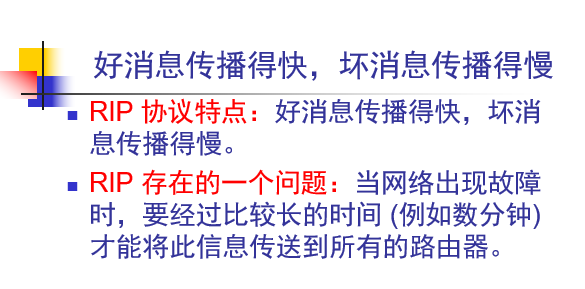 好消息传播得快，坏消息传播得慢
RIP 协议特点：好消息传播得快，坏消
息传播得慢。
RIP 存在的一个问题：当网络出现故障
时，要经过比较长的时间 (例如数分钟)
才能将此信息传送到所有的路由器。